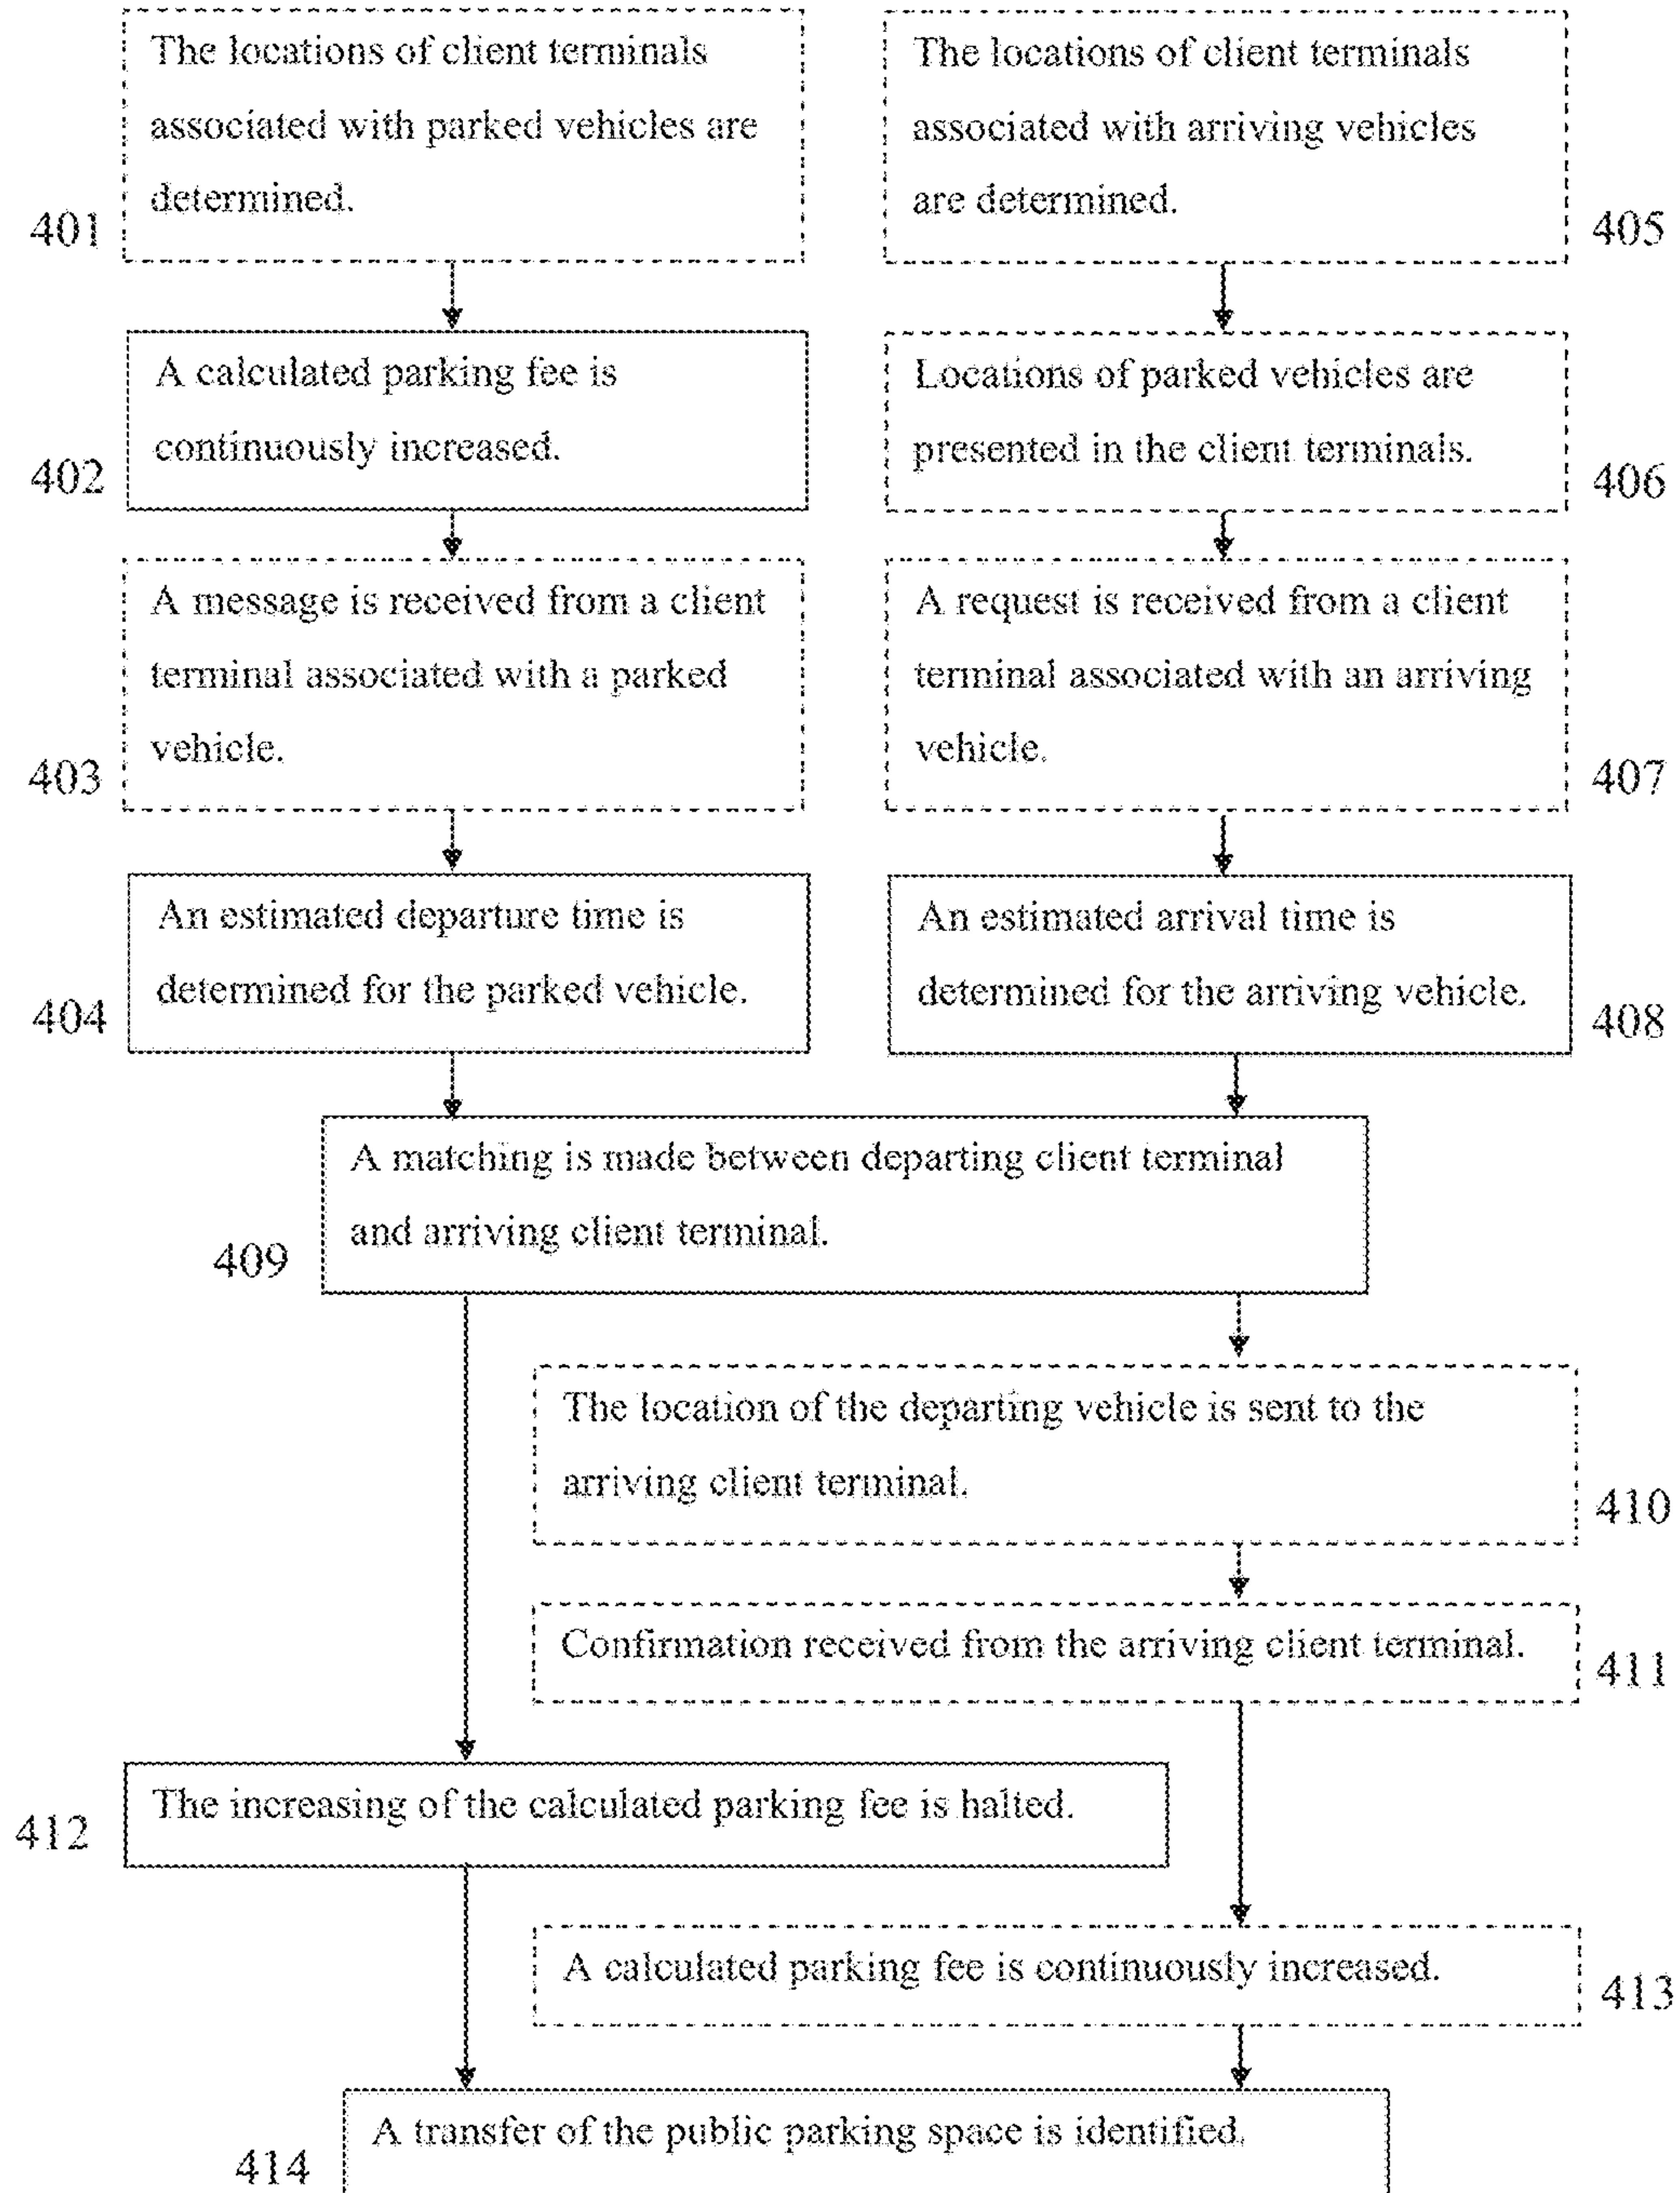 The locations of client terminals
associated with parked vehicles are
determined.
401
The locations of client terminals
associated with arriving vehicles
are determined.
405
A calculated parking fee is
continuously increased.
402
Locations of parked vehicles are
presented in the client terminals.
406
A message is received from a client
terminal associated with a parked
vehicle.
403
A request is received from a client
terminal associated with an arriving
vehicle.
407
An estimated departure time is
determined for the parked vehicle.
404
An estimated arrival time is
determined for the arriving vehicle.
408
A matching is made between departing client terminal
and arriving client terminal.
409
The location of the departing vehicle is sent to the
arriving client terminal.
410
Confirmation received from the arriving client terminal.
411
The increasing of the calculated parking fee is halted.
412
A calculated parking fee is continuously increased.
413
A transfer of the public parking space is identified.
414